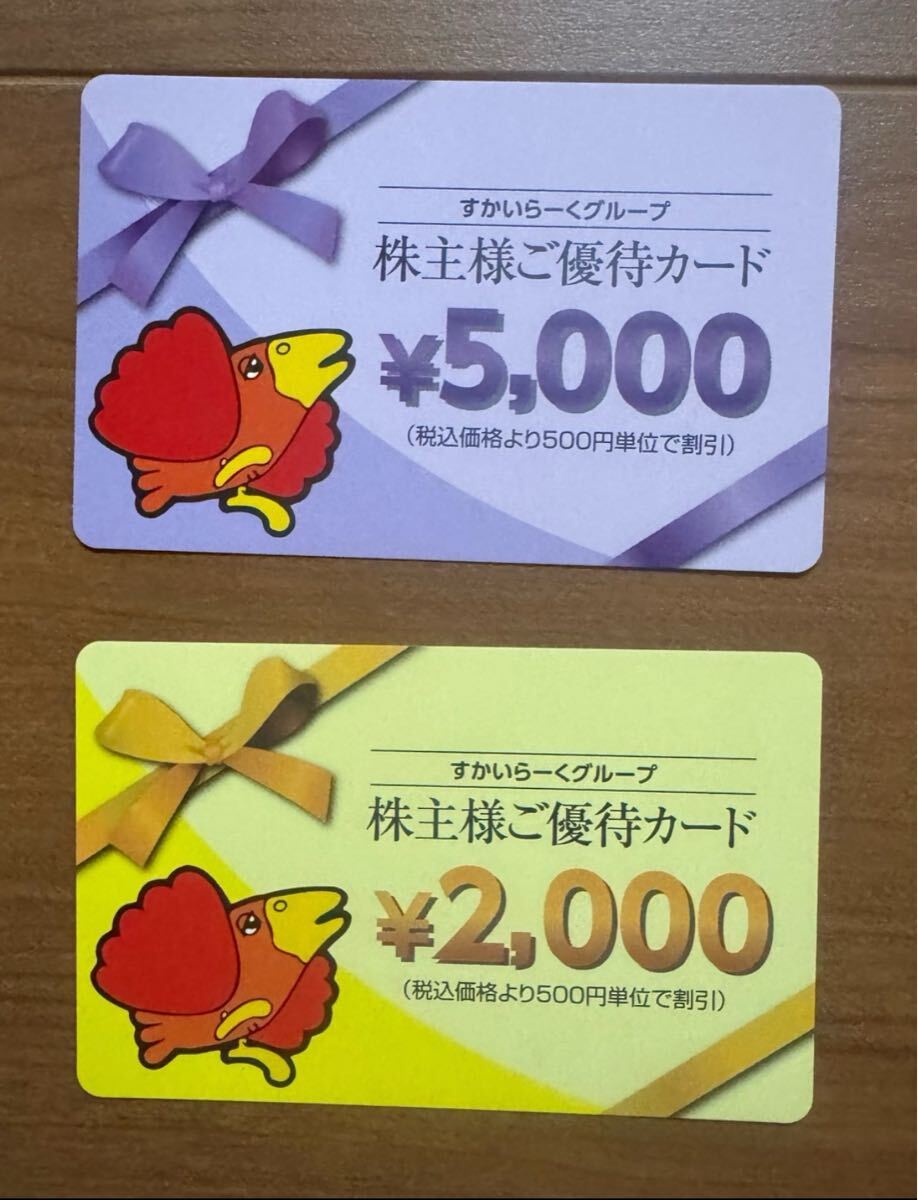 すかいらーくグループ
株主様ご優待カード
¥5,000
（税込価格より500円単位で割引）
すかいらーくグループ
株主様ご優待カード
¥2,000
（税込価格より500円単位で割引）